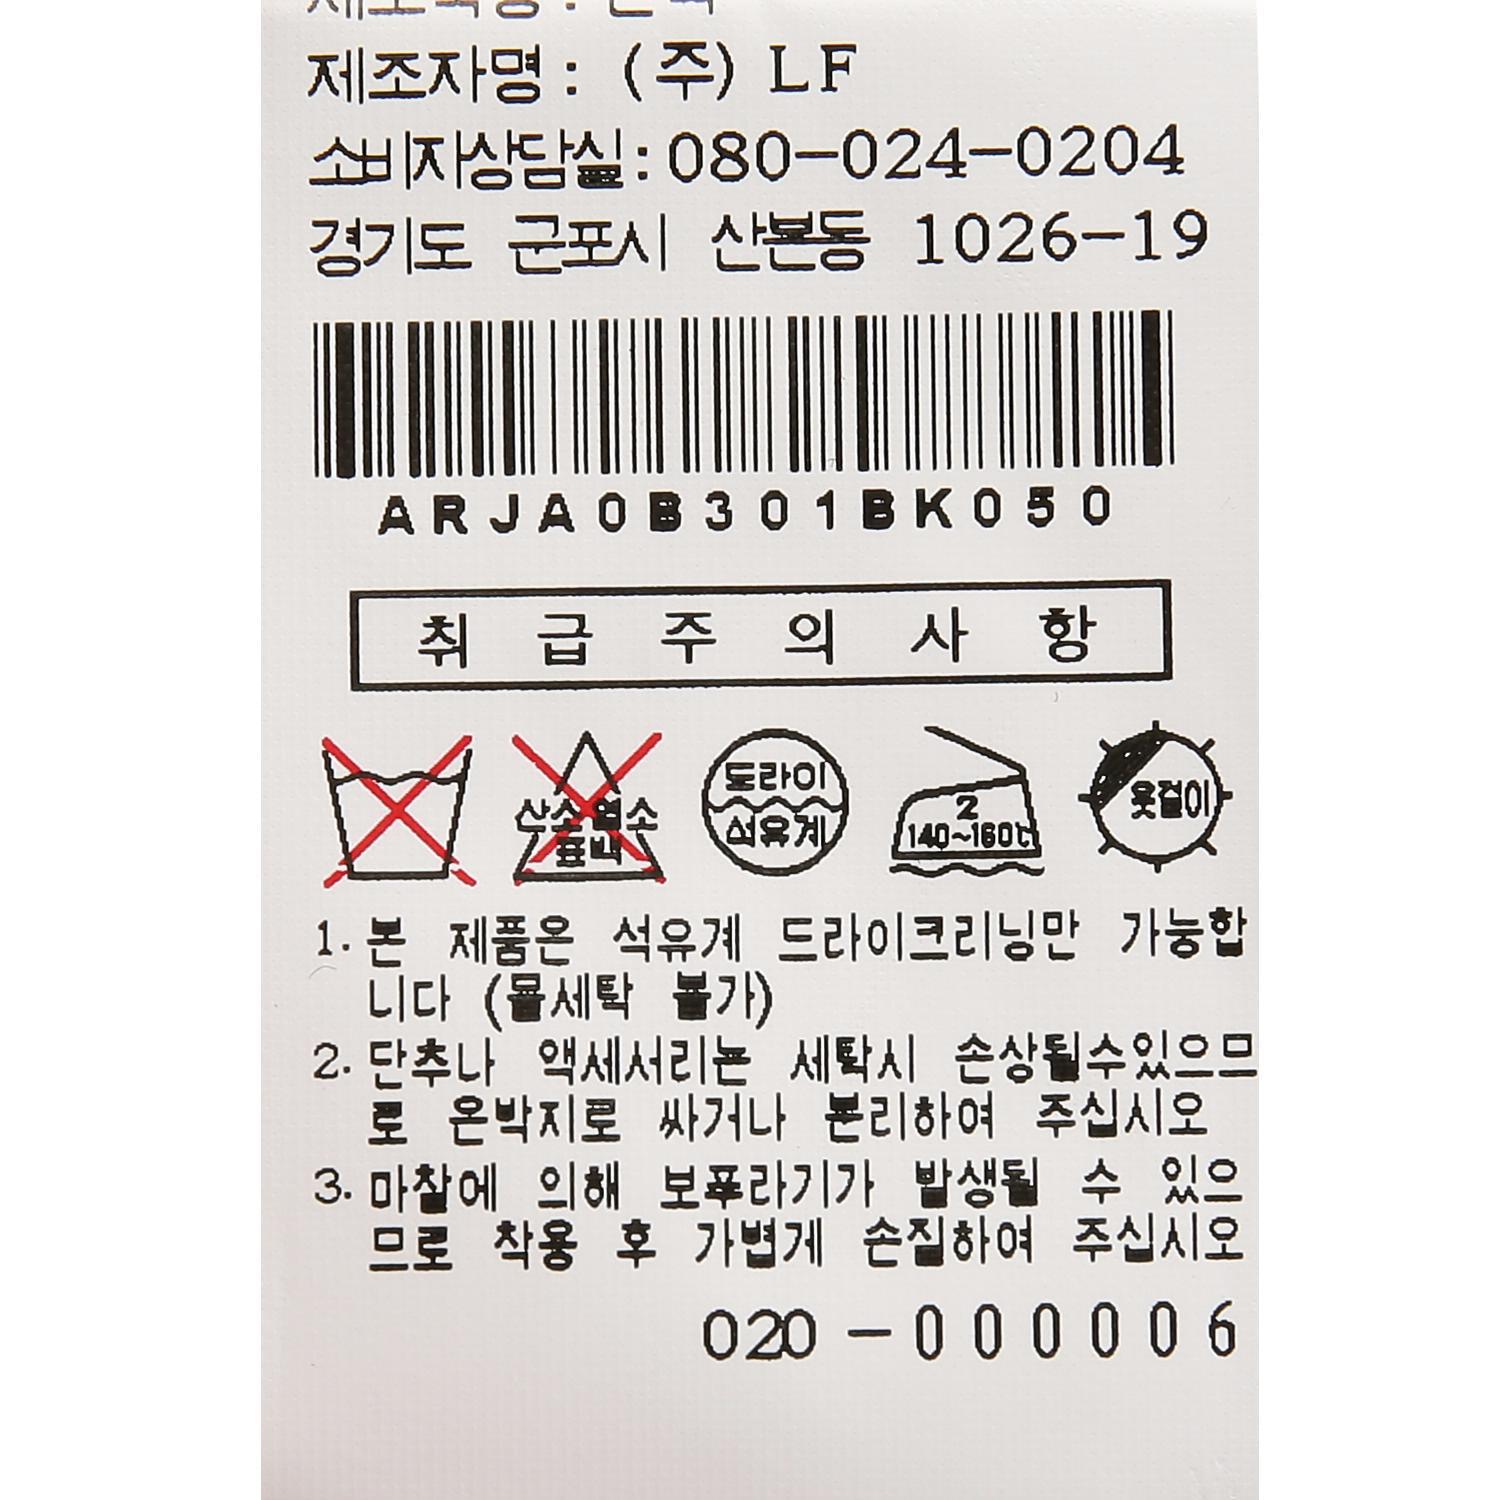 제조자명: (주) LF
소비자상담실:080-024-0204
경기도 군포시 산본동 1026-19
ARJA0B301BK050
취급주의사항
산소염소
표백
드라이
석유계
2
140~160℃
옷걸이
1. 본 제품은 석유계 드라이크리닝만 가능합
니다 (물세탁 불가)
2. 단추나 액세서리는 세탁시 손상될수있으므
로 은박지로 싸거나 분리하여 주십시오
3. 마찰에 의해 보푸라기가 발생될 수 있으
므로 착용 후 가볍게 손질하여 주십시오
020-000006